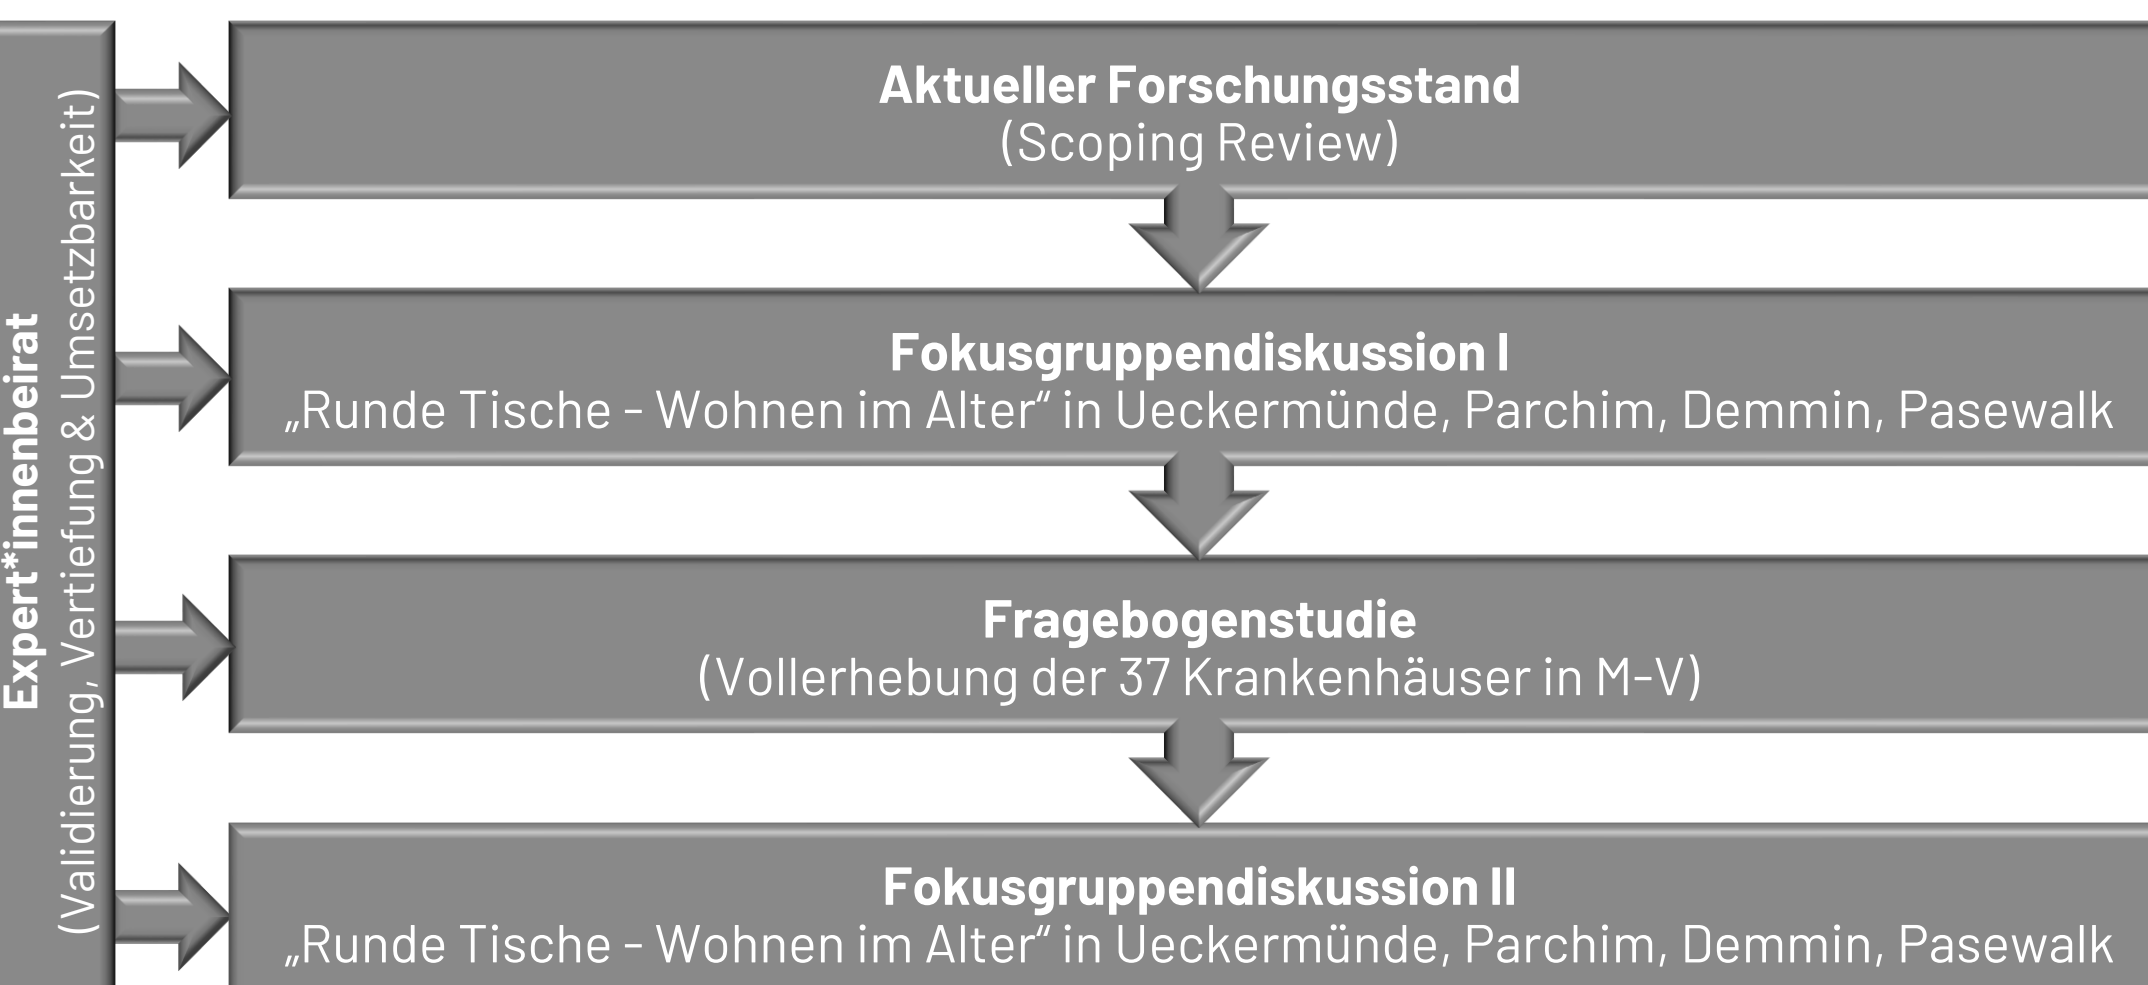 Expert*innenbeirat
(Validierung, Vertiefung & Umsetzbarkeit)
Aktueller Forschungsstand
(Scoping Review)
Fokusgruppendiskussion I
„Runde Tische - Wohnen im Alter“ in Ueckermünde, Parchim, Demmin, Pasewalk
Fragebogenstudie
(Vollerhebung der 37 Krankenhäuser in M-V)
Fokusgruppendiskussion II
„Runde Tische - Wohnen im Alter“ in Ueckermünde, Parchim, Demmin, Pasewalk